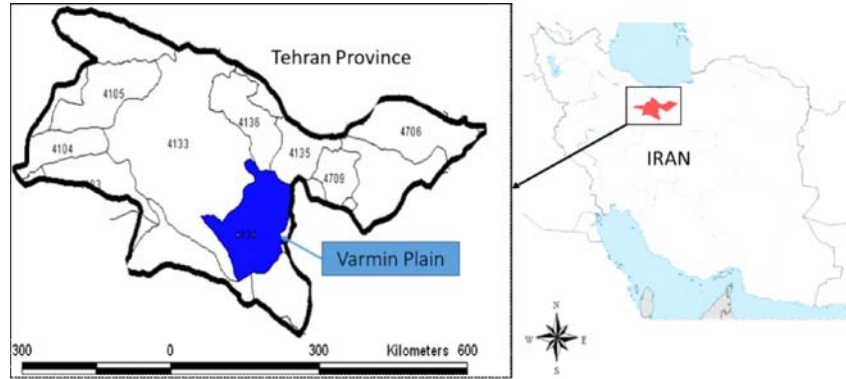 Tehran Province
4105
4136
4706
4104
4133
4135
4709
Varmin Plain
300
0
300
Kilometers
600
IRAN
N
W
E
S